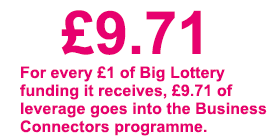 £9.71
For every £1 of Big Lottery
funding it receives, £9.71 of
leverage goes into the Business
Connectors programme.